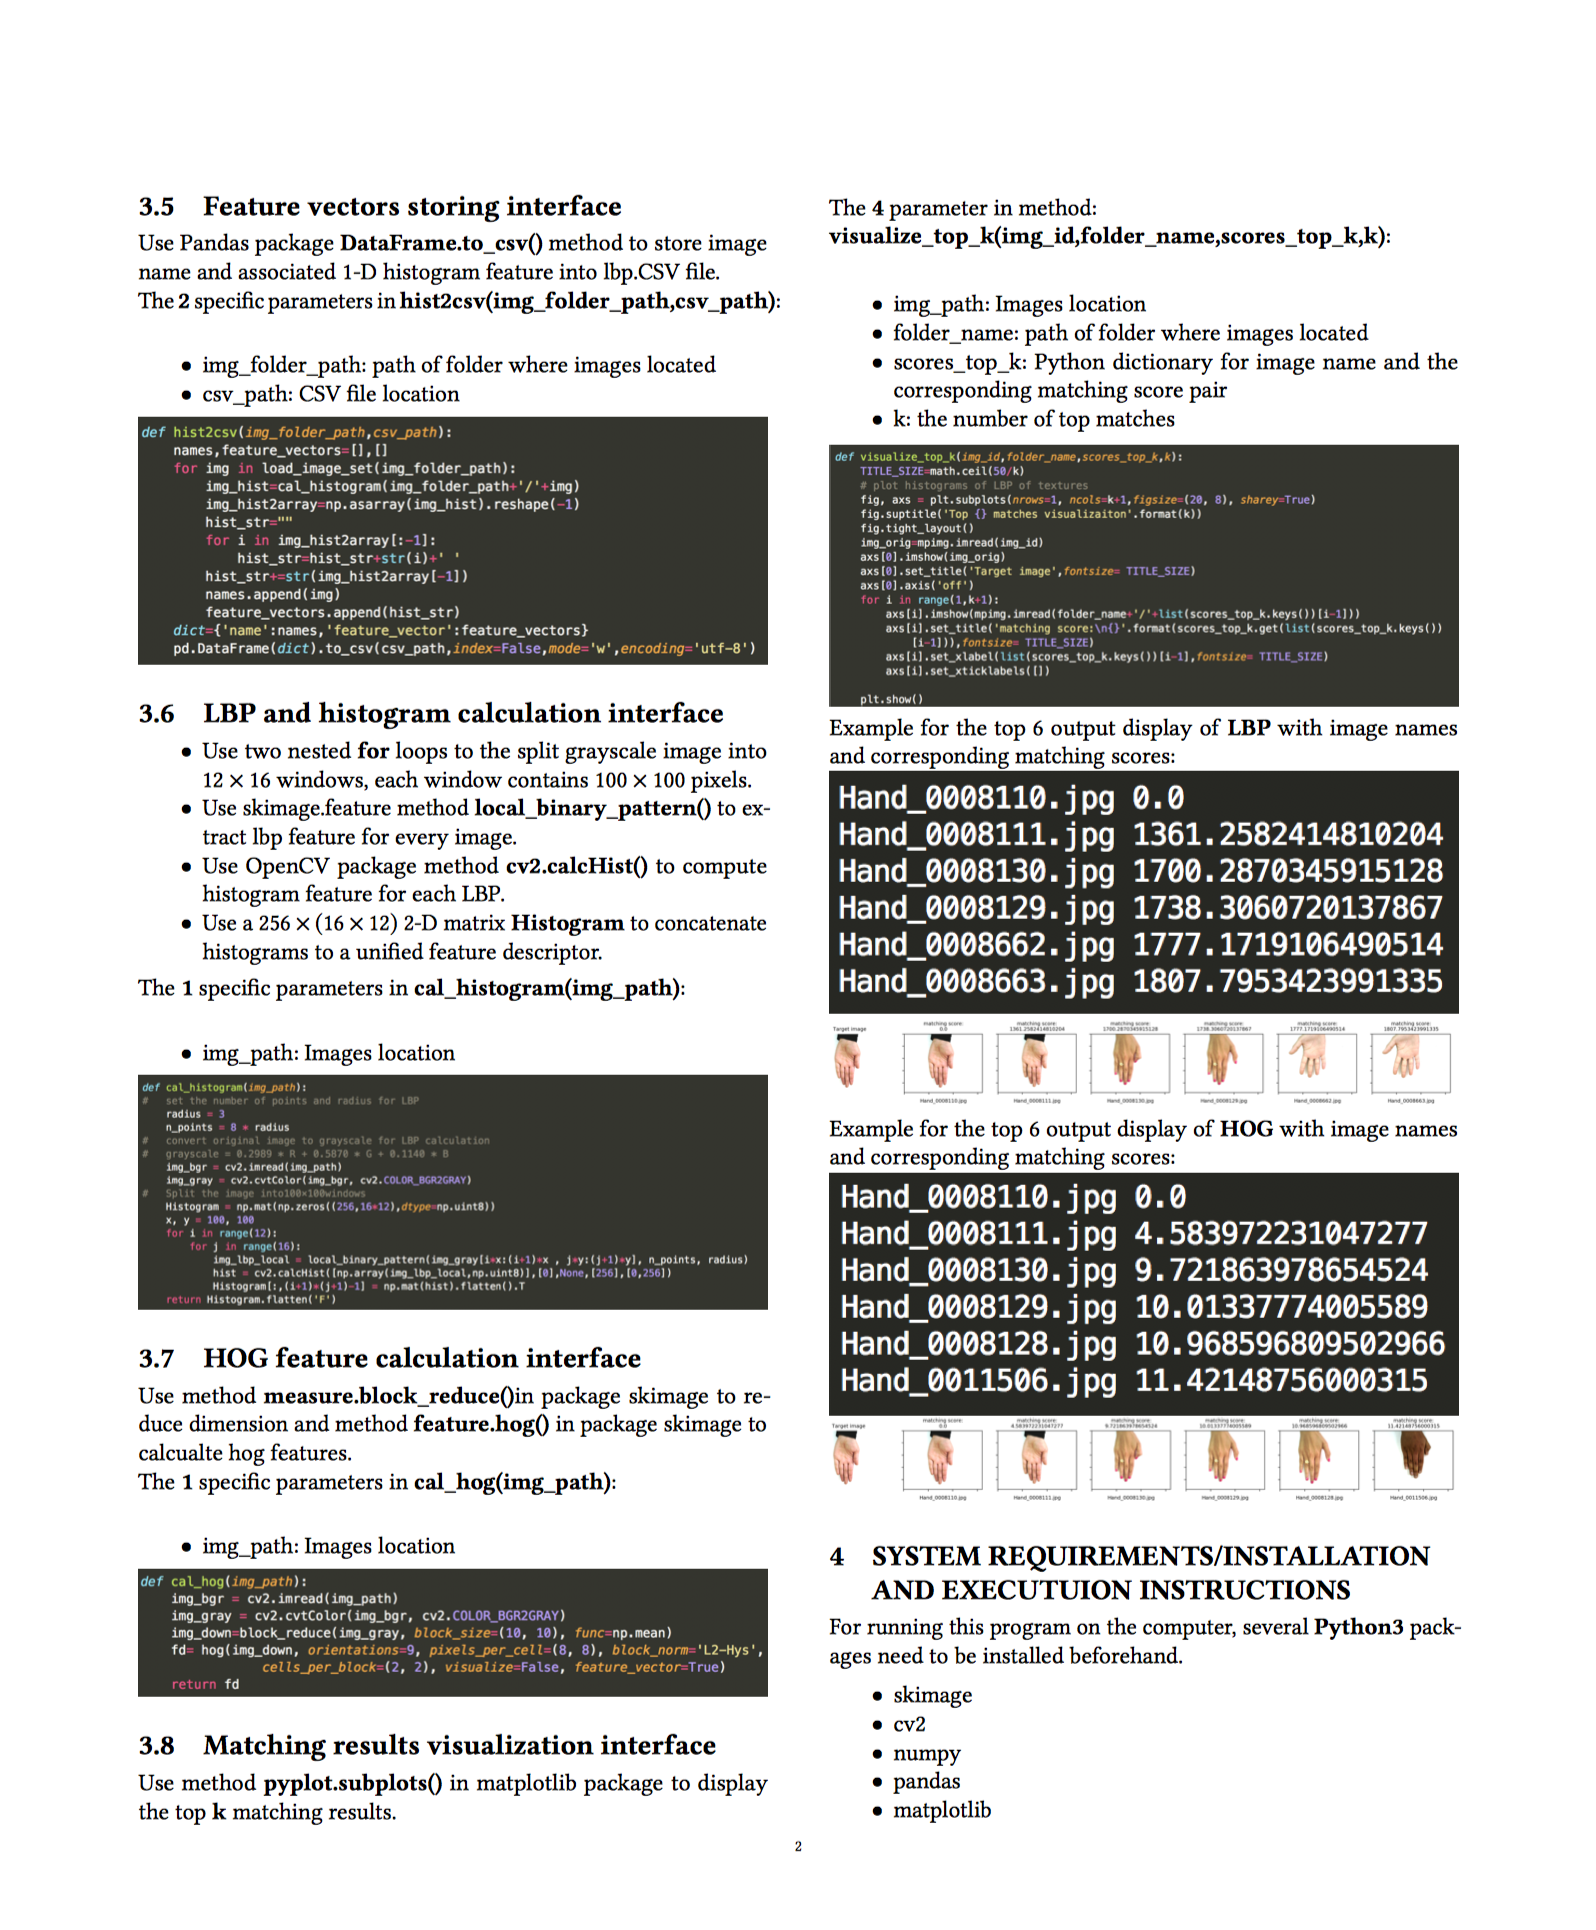 3.5 Feature vectors storing interface
Use Pandas package DataFrame.to_csv() method to store image
name and associated 1-D histogram feature into lbp.CSV file.
The 2 specific parameters in hist2csv(img_folder_path,csv_path):
• img_folder_path: path of folder where images located
• csv_path: CSV file location
def hist2csv(img_folder_path,csv_path):
names,feature_vectors=[],[]
for img in load_image_set(img_folder_path):
img_hist=cal_histogram(img_folder_path+'/'+img)
img_hist2array=np.asarray(img_hist).reshape(-1)
hist_str=""
for i in img_hist2array[:-1]:
hist_str=hist_str+str(i)+' '
hist_str+=str(img_hist2array[-1])
names.append(img)
feature_vectors.append(hist_str)
dict={'name':names,'feature_vector':feature_vectors}
pd.DataFrame(dict).to_csv(csv_path,index=False,mode='w',encoding='utf-8')
3.6 LBP and histogram calculation interface
• Use two nested for loops to the split grayscale image into
12 × 16 windows, each window contains 100 × 100 pixels.
• Use skimage.feature method local_binary_pattern() to ex-
tract lbp feature for every image.
• Use OpenCV package method cv2.calcHist() to compute
histogram feature for each LBP.
• Use a 256 × (16 × 12) 2-D matrix Histogram to concatenate
histograms to a unified feature descriptor.
The 1 specific parameters in cal_histogram(img_path):
• img_path: Images location
def cal_histogram(img_path):
# set the number of points and radius for LBP
radius = 3
n_points = 8 * radius
# convert original image to grayscale for LBP calculation
# grayscale = 0.2989 * R + 0.5870 * G + 0.1140 * B
img_bgr = cv2.imread(img_path)
img_gray = cv2.cvtColor(img_bgr, cv2.COLOR_BGR2GRAY)
# Split the image into100*100windows
Histogram = np.mat(np.zeros((256,16*12),dtype=np.uint8))
x, y = 100, 100
for i in range(12):
for j in range(16):
img_lbp_local = local_binary_pattern(img_gray[i*x:(i+1)*x , j*y:(j+1)*y], n_points, radius)
hist = cv2.calcHist([np.array(img_lbp_local,np.uint8)],[0],None,[256],[0,256])
Histogram[:,(i+1)*(j+1)-1] = np.mat(hist).flatten().T
return Histogram.flatten('F')
3.7 HOG feature calculation interface
Use method measure.block_reduce()in package skimage to re-
duce dimension and method feature.hog() in package skimage to
calcualte hog features.
The 1 specific parameters in cal_hog(img_path):
• img_path: Images location
def cal_hog(img_path):
img_bgr = cv2.imread(img_path)
img_gray = cv2.cvtColor(img_bgr, cv2.COLOR_BGR2GRAY)
img_down=block_reduce(img_gray, block_size=(10, 10), func=np.mean)
fd= hog(img_down, orientations=9, pixels_per_cell=(8, 8), block_norm='L2-Hys',
cells_per_block=(2, 2), visualize=False, feature_vector=True)
return fd
3.8 Matching results visualization interface
Use method pyplot.subplots() in matplotlib package to display
the top k matching results.
The 4 parameter in method:
visualize_top_k(img_id,folder_name,scores_top_k,k):
• img_path: Images location
• folder_name: path of folder where images located
• scores_top_k: Python dictionary for image name and the
corresponding matching score pair
• k: the number of top matches
def visualize_top_k(img_id,folder_name,scores_top_k,k):
TITLE_SIZE=math.ceil(50/k)
# plot histograms of LBP of textures
fig, axs = plt.subplots(nrows=1, ncols=k+1,figsize=(20, 8), sharey=True)
fig.suptitle('Top {} matches visualizaiton'.format(k))
fig.tight_layout()
img_orig=mpimg.imread(img_id)
axs[0].imshow(img_orig)
axs[0].set_title('Target image',fontsize= TITLE_SIZE)
axs[0].axis('off')
for i in range(1,k+1):
axs[i].imshow(mpimg.imread(folder_name+'/'+list(scores_top_k.keys())[i-1]))
axs[i].set_title('matching score:\n{}'.format(scores_top_k.get(list(scores_top_k.keys())
[i-1])),fontsize= TITLE_SIZE)
axs[i].set_xlabel(list(scores_top_k.keys())[i-1],fontsize= TITLE_SIZE)
axs[i].set_xticklabels([])
plt.show()
Example for the top 6 output display of LBP with image names
and corresponding matching scores:
Hand_0008110.jpg 0.0
Hand_0008111.jpg 1361.2582414810204
Hand_0008130.jpg 1700.2870345915128
Hand_0008129.jpg 1738.3060720137867
Hand_0008662.jpg 1777.1719106490514
Hand_0008663.jpg 1807.7953423991335
Target image matching score: matching score: matching score: matching score: matching score: matching score:
0.0 1361.2582414810204 1700.2870345915128 1738.3060720137867 1777.1719106490514 1807.7953423991335
Hand_0008110.jpg Hand_0008111.jpg Hand_0008130.jpg Hand_0008129.jpg Hand_0008662.jpg Hand_0008663.jpg
Example for the top 6 output display of HOG with image names
and corresponding matching scores:
Hand_0008110.jpg 0.0
Hand_0008111.jpg 4.583972231047277
Hand_0008130.jpg 9.721863978654524
Hand_0008129.jpg 10.01337774005589
Hand_0008128.jpg 10.968596809502966
Hand_0011506.jpg 11.42148756000315
Target image matching score: matching score: matching score: matching score: matching score: matching score:
0.0 4.583972231047277 9.721863978654524 10.01337774005589 10.968596809502966 11.42148756000315
Hand_0008110.jpg Hand_0008111.jpg Hand_0008130.jpg Hand_0008129.jpg Hand_0008128.jpg Hand_0011506.jpg
4 SYSTEM REQUIREMENTS/INSTALLATION
AND EXECUTUION INSTRUCTIONS
For running this program on the computer, several Python3 pack-
ages need to be installed beforehand.
• skimage
• cv2
• numpy
• pandas
• matplotlib
2